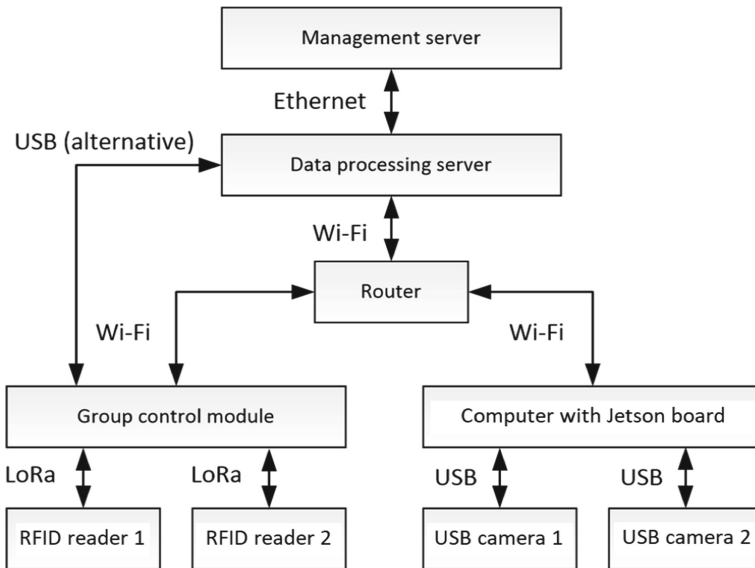 Management server
Ethernet
USB (alternative)
Data processing server
Wi-Fi
Router
Wi-Fi
Wi-Fi
Group control module
Computer with Jetson board
LoRa
LoRa
USB
USB
RFID reader 1
RFID reader 2
USB camera 1
USB camera 2